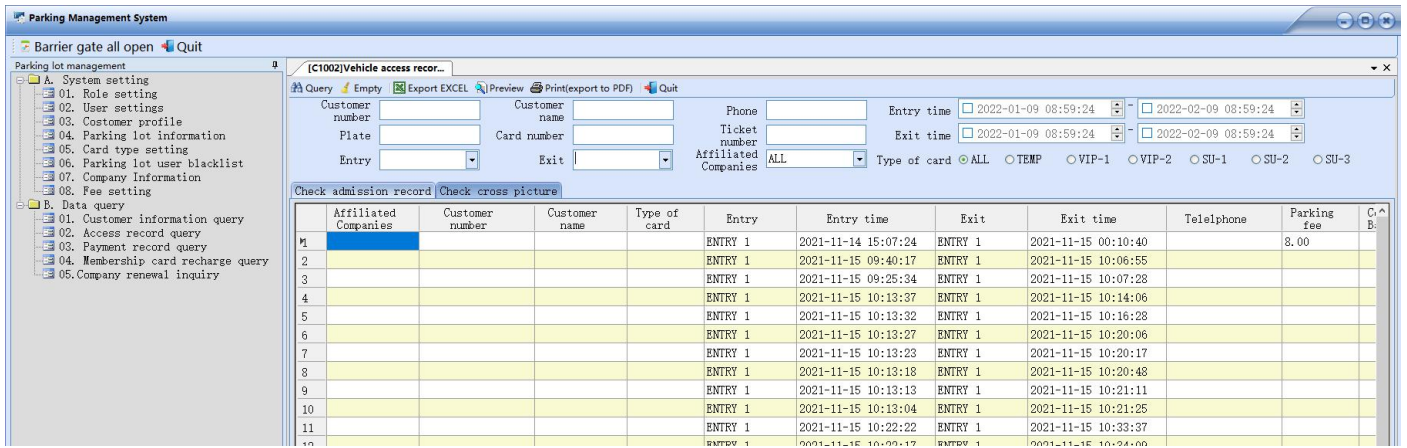 Parking Management System
Barrier gate all open Quit
Parking lot management
A. System setting
01. Role setting
02. User settings
03. Costomer profile
04. Parking lot information
05. Card type setting
06. Parking lot user blacklist
07. Company Information
08. Fee setting
B. Data query
01. Customer information query
02. Access record query
03. Payment record query
04. Membership card recharge query
05.Company renewal inquiry
[C1002]Vehicle access recor...
Query Empty Export EXCEL Preview Print(export to PDF) Quit
Customer number Customer name Phone Entry time 2022-01-09 08:59:24 - 2022-02-09 08:59:24
Plate Card number Ticket number Exit time 2022-01-09 08:59:24 - 2022-02-09 08:59:24
Entry Exit Affiliated Companies ALL Type of card ALL TEMP VIP-1 VIP-2 SU-1 SU-2 SU-3
Check admission record Check cross picture
Affiliated Companies Customer number Customer name Type of card Entry Entry time Exit Exit time Telelphone Parking fee
1 ENTRY 1 2021-11-14 15:07:24 ENTRY 1 2021-11-15 00:10:40 8.00
2 ENTRY 1 2021-11-15 09:40:17 ENTRY 1 2021-11-15 10:06:55
3 ENTRY 1 2021-11-15 09:25:34 ENTRY 1 2021-11-15 10:07:28
4 ENTRY 1 2021-11-15 10:13:37 ENTRY 1 2021-11-15 10:14:06
5 ENTRY 1 2021-11-15 10:13:32 ENTRY 1 2021-11-15 10:16:28
6 ENTRY 1 2021-11-15 10:13:27 ENTRY 1 2021-11-15 10:20:06
7 ENTRY 1 2021-11-15 10:13:23 ENTRY 1 2021-11-15 10:20:17
8 ENTRY 1 2021-11-15 10:13:18 ENTRY 1 2021-11-15 10:20:48
9 ENTRY 1 2021-11-15 10:13:13 ENTRY 1 2021-11-15 10:21:11
10 ENTRY 1 2021-11-15 10:13:04 ENTRY 1 2021-11-15 10:21:25
11 ENTRY 1 2021-11-15 10:22:22 ENTRY 1 2021-11-15 10:33:37
12 ENTRY 1 2021-11-15 10:22:17 ENTRY 1 2021-11-15 10:34:09